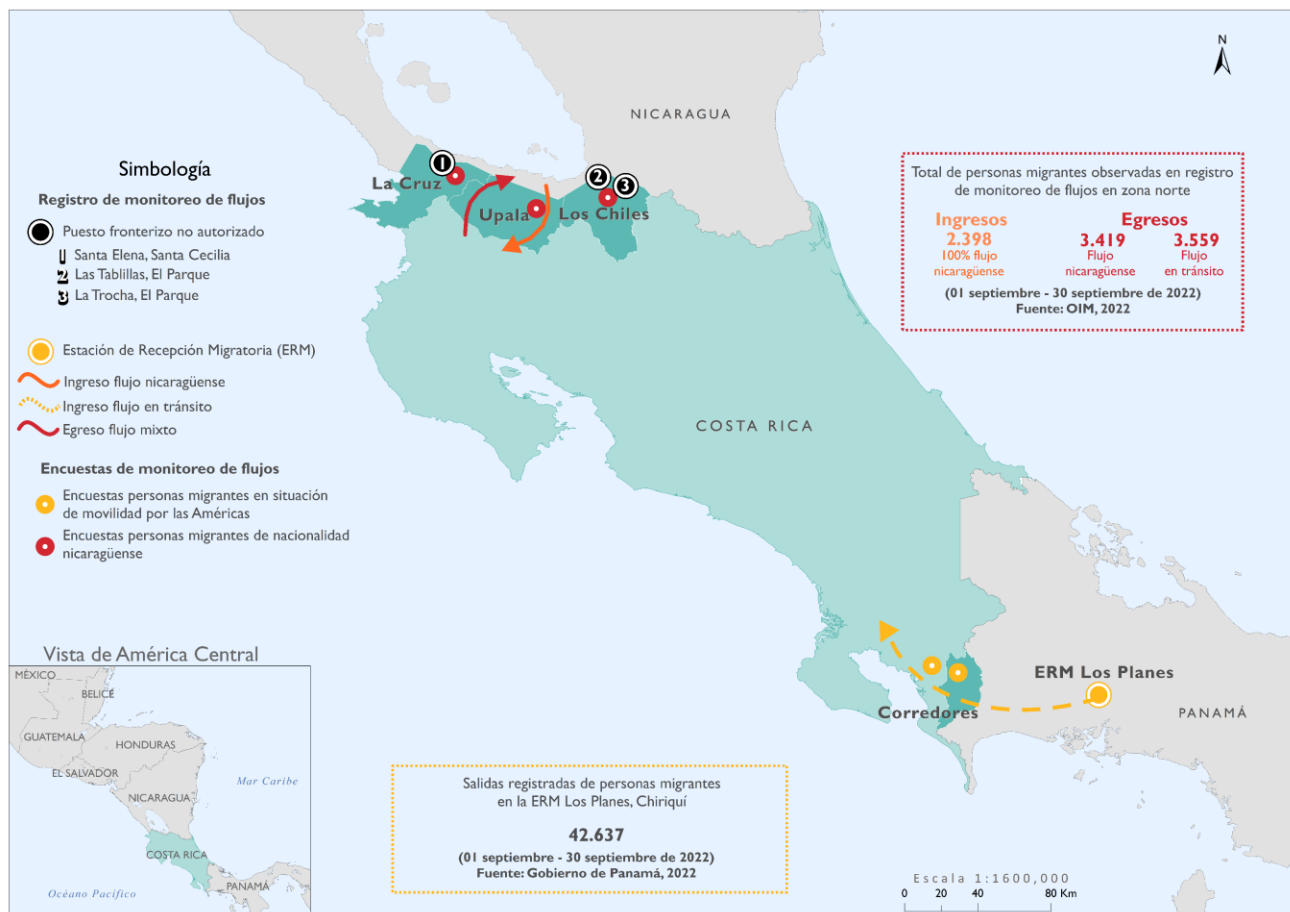 N
NICARAGUA
Simbología
Registro de monitoreo de flujos
Puesto fronterizo no autorizado
1 Santa Elena, Santa Cecilia
2 Las Tablillas, El Parque
3 La Trocha, El Parque
Estación de Recepción Migratoria (ERM)
Ingreso flujo nicaragüense
Ingreso flujo en tránsito
Egreso flujo mixto
Encuestas de monitoreo de flujos
Encuestas personas migrantes en situación
de movilidad por las Américas
Encuestas personas migrantes de nacionalidad
nicaragüense
1
2
3
La Cruz
Upala
Los Chiles
Total de personas migrantes observadas en registro
de monitoreo de flujos en zona norte
Ingresos
2.398
100% flujo
nicaragüense
Egresos
3.419
Flujo
nicaragüense
3.559
Flujo
en tránsito
(01 septiembre - 30 septiembre de 2022)
Fuente: OIM, 2022
COSTA RICA
ERM Los Planes
Corredores
PANAMÁ
Vista de América Central
MÉXICO
BELICÉ
GUATEMALA
HONDURAS
EL SALVADOR
NICARAGUA
Mar Caribe
COSTA RICA
PANAMÁ
Océano Pacífico
Salidas registradas de personas migrantes
en la ERM Los Planes, Chiriquí
42.637
(01 septiembre - 30 septiembre de 2022)
Fuente: Gobierno de Panamá, 2022
Escala 1:1600,000
0 20 40 80 Km